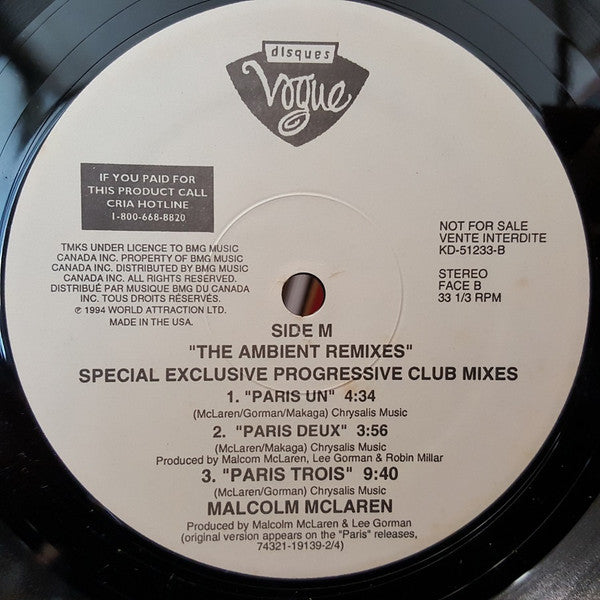 disques
Vogue
IF YOU PAID FOR
THIS PRODUCT CALL
CRIA HOTLINE
1-800-668-8820
TMKS UNDER LICENCE TO BMG MUSIC
CANADA INC. PROPERTY OF BMG MUSIC
CANADA INC. DISTRIBUTED BY BMG MUSIC
CANADA INC. ALL RIGHTS RESERVED.
DISTRIBUÉ PAR MUSIQUE BMG DU CANADA
INC. TOUS DROITS RÉSERVÉS.
℗ 1994 WORLD ATTRACTION LTD.
MADE IN THE USA.
NOT FOR SALE
VENTE INTERDITE
KD-51233-B
STEREO
FACE B
33 1/3 RPM
SIDE M
"THE AMBIENT REMIXES"
SPECIAL EXCLUSIVE PROGRESSIVE CLUB MIXES
1. "PARIS UN" 4:34
(McLaren/Gorman/Makaga) Chrysalis Music
2. "PARIS DEUX" 3:56
(McLaren/Gorman/Makaga) Chrysalis Music
Produced by Malcom McLaren, Lee Gorman & Robin Millar
3. "PARIS TROIS" 9:40
(McLaren/Gorman) Chrysalis Music
MALCOLM MCLAREN
Produced by Malcolm McLaren & Lee Gorman
(original version appears on the "Paris" releases,
74321-19139-2/4)